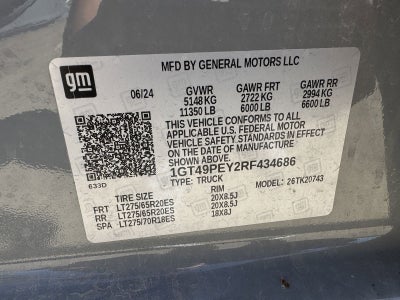 gm
MFD BY GENERAL MOTORS LLC
06/24 GVWR GAWR FRT GAWR RR
5148 KG 2722 KG 2994 KG
11350 LB 6000 LB 6600 LB
THIS VEHICLE CONFORMS TO ALL
APPLICABLE U.S. FEDERAL MOTOR
VEHICLE SAFETY STANDARDS IN
EFFECT ON THE DATE OF MANUFACTURE
SHOWN ABOVE.
1GT49PEY2RF434686
633D TYPE: TRUCK MODEL: 26TK20743
TIRE SIZE RIM
FRT LT275/65R20ES 20X8.5J
RR LT275/65R20ES 20X8.5J
SPA LT275/70R18ES 18X8J